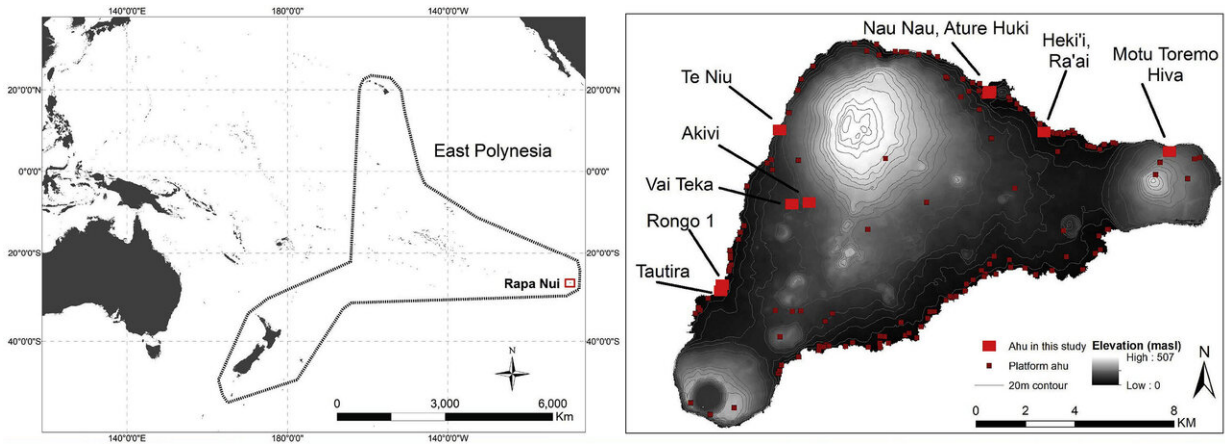 140°0'0"E
180°0'0"
140°0'0"W
20°0'0"N
0°0'0"
20°0'0"S
40°0'0"S
20°0'0"N
0°0'0"
20°0'0"S
40°0'0"S
East Polynesia
Rapa Nui
N
0
3,000
6,000
Km
140°0'0"E
180°0'0"
140°0'0"W
Nau Nau, Ature Huki
Heki'i,
Ra'ai
Motu Toremo
Hiva
Te Niu
Akivi
Vai Teka
Rongo 1
Tautira
Ahu in this study
Platform ahu
20m contour
Elevation (masl)
High : 507
Low : 0
N
0 2 4 8
KM